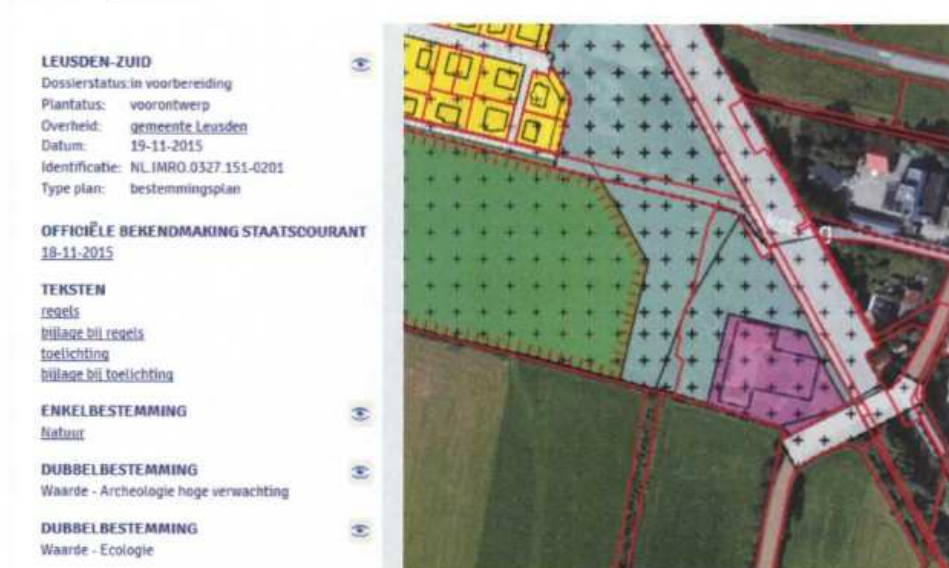 LEUSDEN-ZUID
Dossierstatus:in voorbereiding
Plantatus: voorontwerp
Overheid: gemeente Leusden
Datum: 19-11-2015
Identificatie: NL.IMRO.0327.151-0201
Type plan: bestemmingsplan
OFFICIËLE BEKENDMAKING STAATSCOURANT
18-11-2015
TEKSTEN
regels
bijlage bij regels
toelichting
bijlage bij toelichting
ENKELBESTEMMING
Natuur
DUBBELBESTEMMING
Waarde - Archeologie hoge verwachting
DUBBELBESTEMMING
Waarde - Ecologie